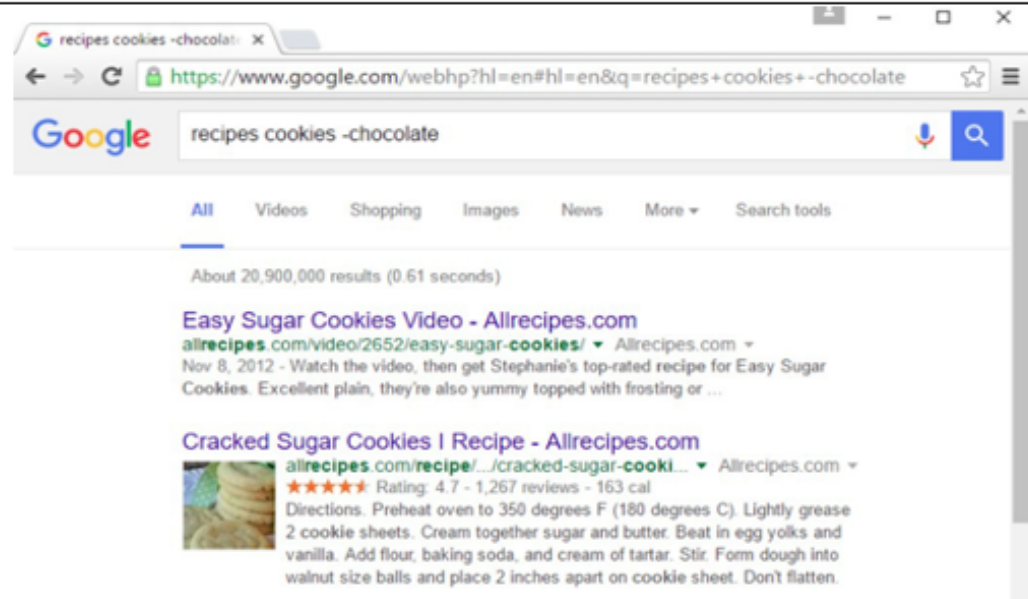 recipes cookies -chocolat
https://www.google.com/webhp?hl=en#hl=en&q=recipes+cookies+-chocolate
Google recipes cookies -chocolate
All Videos Shopping Images News More Search tools
About 20,900,000 results (0.61 seconds)
Easy Sugar Cookies Video - Allrecipes.com
allrecipes.com/video/2652/easy-sugar-cookies/ Allrecipes.com
Nov 8, 2012 - Watch the video, then get Stephanie's top-rated recipe for Easy Sugar
Cookies. Excellent plain, they're also yummy topped with frosting or ...
Cracked Sugar Cookies I Recipe - Allrecipes.com
allrecipes.com/recipe/.../cracked-sugar-cooki... Allrecipes.com
Rating: 4.7 - 1,267 reviews - 163 cal
Directions. Preheat oven to 350 degrees F (180 degrees C). Lightly grease
2 cookie sheets. Cream together sugar and butter. Beat in egg yolks and
vanilla. Add flour, baking soda, and cream of tartar. Stir. Form dough into
walnut size balls and place 2 inches apart on cookie sheet. Don't flatten.